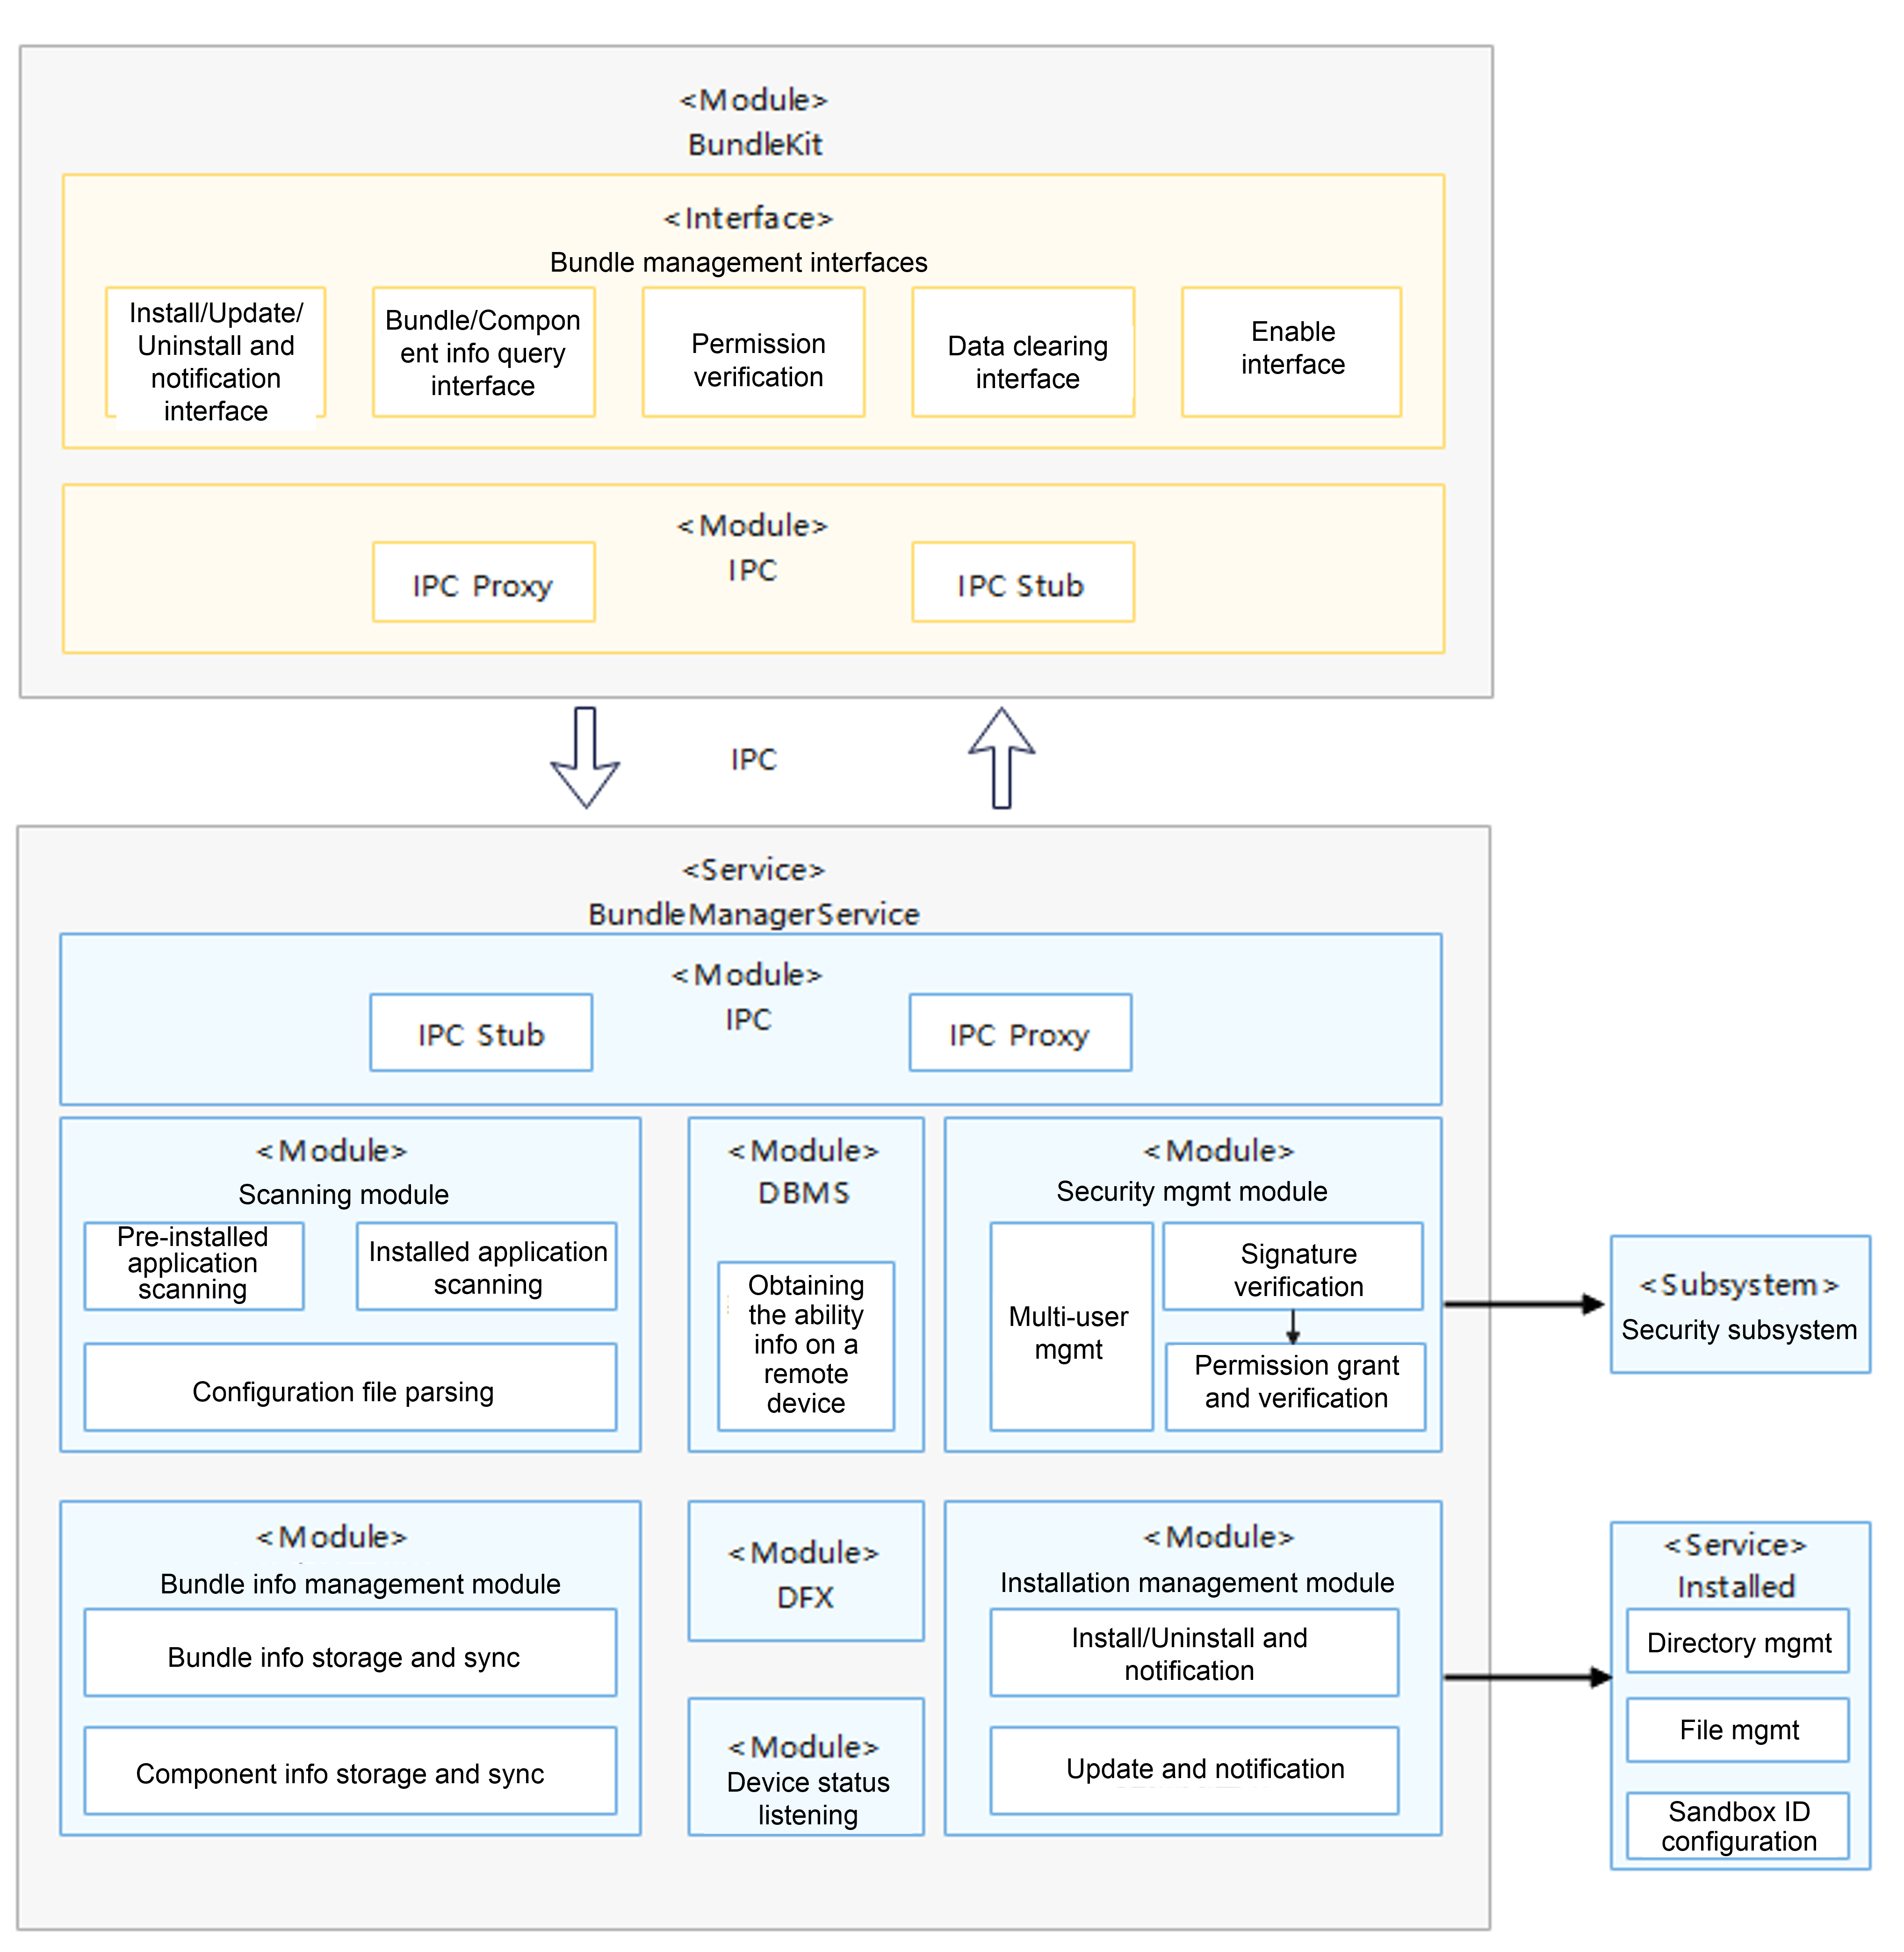 <Module>
BundleKit
<Interface>
Bundle management interfaces
Install/Update/
Uninstall and
notification
interface
Bundle/Compon
ent info query
interface
Permission
verification
Data clearing
interface
Enable
interface
<Module>
IPC
IPC Proxy
IPC Stub
IPC
<Service>
BundleManagerService
<Module>
IPC
IPC Stub
IPC Proxy
<Module>
Scanning module
Pre-installed
application
scanning
Installed application
scanning
Configuration file parsing
<Module>
DBMS
Obtaining
the ability
info on a
remote
device
<Module>
Security mgmt module
Multi-user
mgmt
Signature
verification
Permission grant
and verification
<Subsystem>
Security subsystem
<Module>
Bundle info management module
Bundle info storage and sync
Component info storage and sync
<Module>
DFX
<Module>
Device status
listening
<Module>
Installation management module
Install/Uninstall and
notification
Update and notification
<Service>
Installed
Directory mgmt
File mgmt
Sandbox ID
configuration